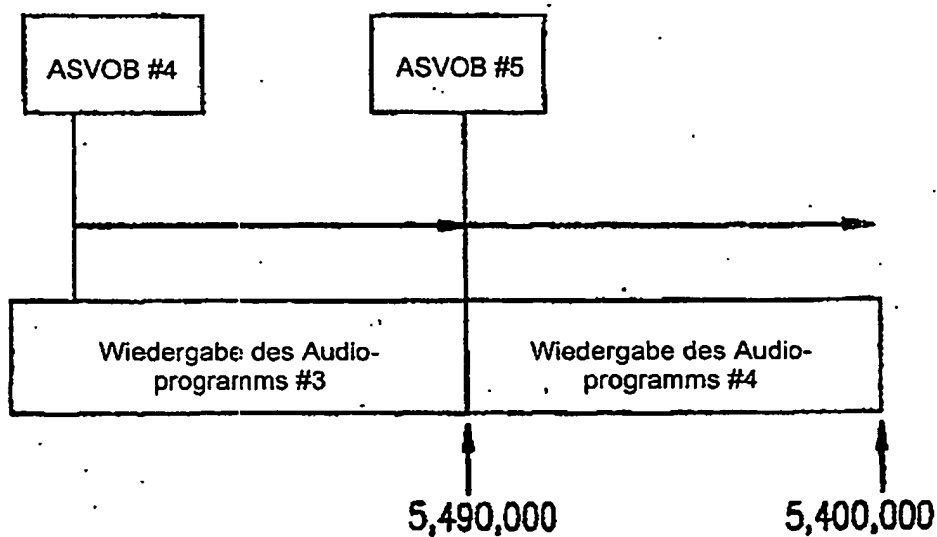 ASVOB #4
ASVOB #5
Wiedergabe des Audio-
programms #3
Wiedergabe des Audio-
programms #4
5,490,000
5,400,000